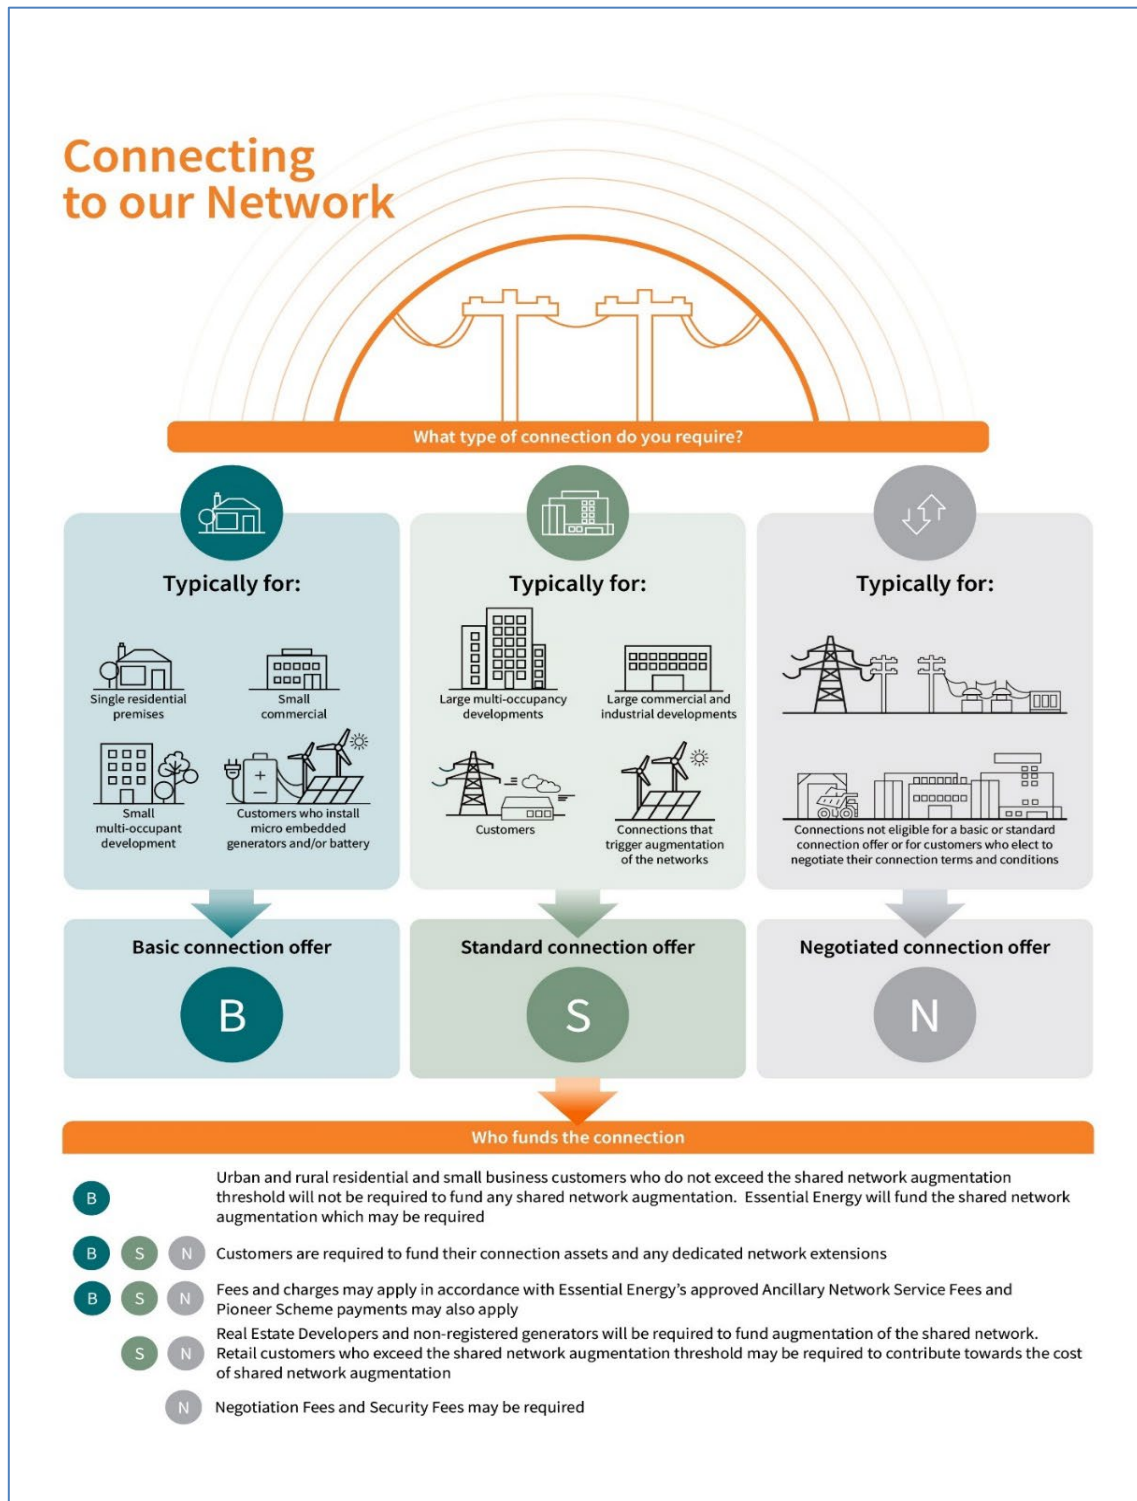 Connecting
to our Network
What type of connection do you require?
Typically for:
Single residential
premises
Small
commercial
+
−
Small
multi-occupant
development
Customers who install
micro embedded
generators and/or battery
Typically for:
Large multi-occupancy
developments
Large commercial and
industrial developments
Customers
Connections that
trigger augmentation
of the networks
Typically for:
Connections not eligible for a basic or standard
connection offer or for customers who elect to
negotiate their connection terms and conditions
Basic connection offer
B
Standard connection offer
S
Negotiated connection offer
N
Who funds the connection
B
Urban and rural residential and small business customers who do not exceed the shared network augmentation
threshold will not be required to fund any shared network augmentation. Essential Energy will fund the shared network
augmentation which may be required
B S N Customers are required to fund their connection assets and any dedicated network extensions
B S N Fees and charges may apply in accordance with Essential Energy's approved Ancillary Network Service Fees and
Pioneer Scheme payments may also apply
S N Real Estate Developers and non-registered generators will be required to fund augmentation of the shared network.
Retail customers who exceed the shared network augmentation threshold may be required to contribute towards the cost
of shared network augmentation
N Negotiation Fees and Security Fees may be required